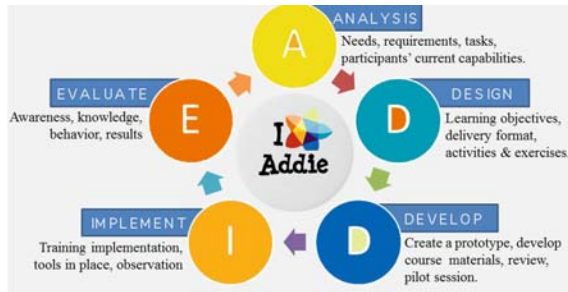 A
ANALYSIS
Needs, requirements, tasks,
participants' current capabilities.
D
DESIGN
Learning objectives,
delivery format,
activities & exercises.
D
DEVELOP
Create a prototype, develop
course materials, review,
pilot session.
I
IMPLEMENT
Training implementation,
tools in place, observation
E
EVALUATE
Awareness, knowledge,
behavior, results
I
Addie